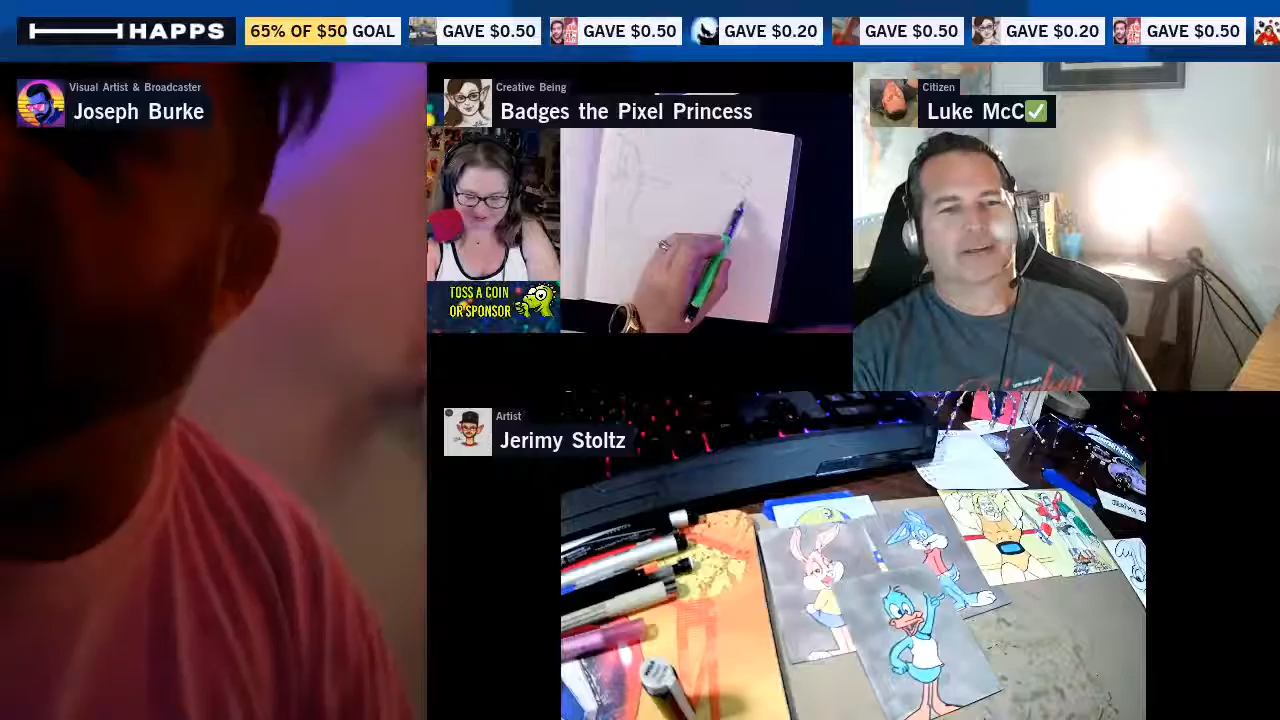 HAPPS
65% OF $50 GOAL
GAVE $0.50
GAVE $0.50
GAVE $0.20
GAVE $0.50
GAVE $0.20
GAVE $0.50
Visual Artist & Broadcaster
Joseph Burke
Creative Being
Badges the Pixel Princess
Citizen
Luke McC✅
TOSS A COIN
OR SPONSOR
Artist
Jerimy Stoltz